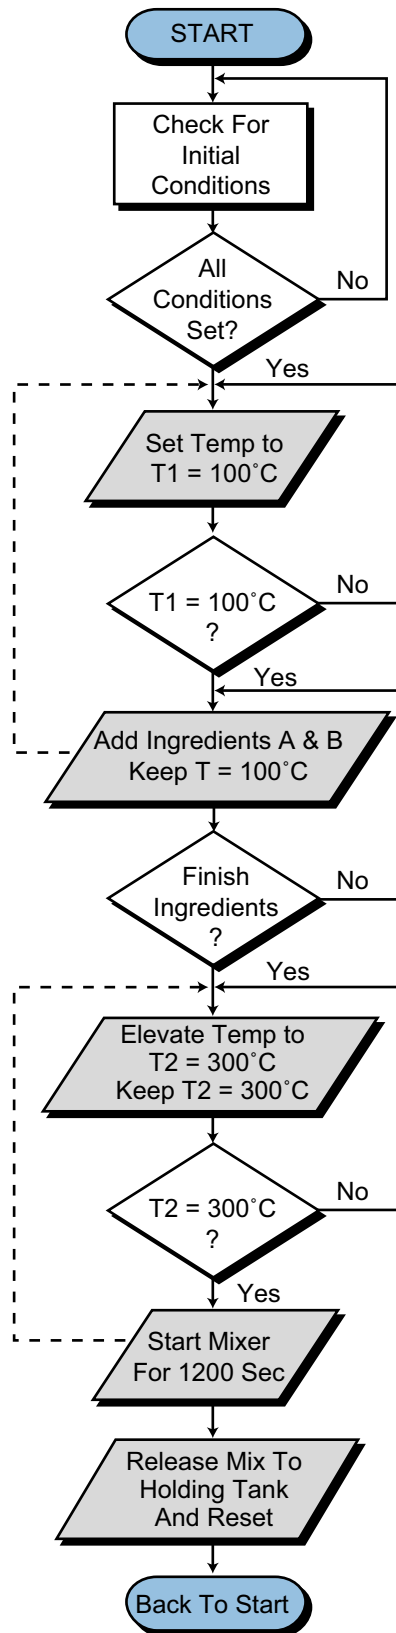 START
Check For
Initial
Conditions
All
Conditions
Set?
No
Yes
Set Temp to
T1 = 100˚C
T1 = 100˚C
?
No
Yes
Add Ingredients A & B
Keep T = 100˚C
Finish
Ingredients
?
No
Yes
Elevate Temp to
T2 = 300˚C
Keep T2 = 300˚C
T2 = 300˚C
?
No
Yes
Start Mixer
For 1200 Sec
Release Mix To
Holding Tank
And Reset
Back To Start